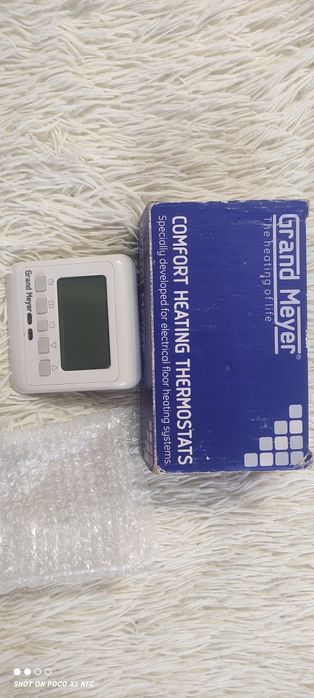 Grand Meyer®
The heating of life
COMFORT HEATING THERMOSTATS
Specially developed for electrical floor heating systems
Grand Meyer
SHOT ON POCO X3 NFC